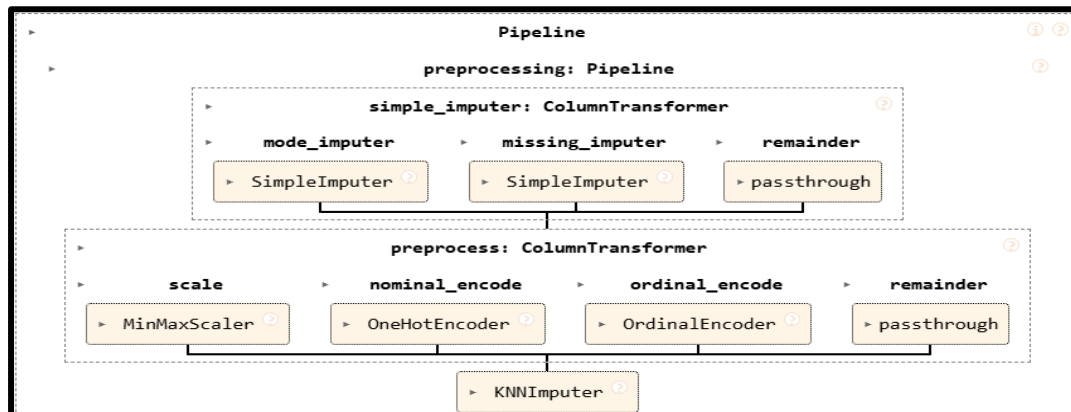 Pipeline
preprocessing: Pipeline
simple_imputer: ColumnTransformer
mode_imputer missing_imputer remainder
SimpleImputer SimpleImputer passthrough
preprocess: ColumnTransformer
scale nominal_encode ordinal_encode remainder
MinMaxScaler OneHotEncoder OrdinalEncoder passthrough
KNNImputer